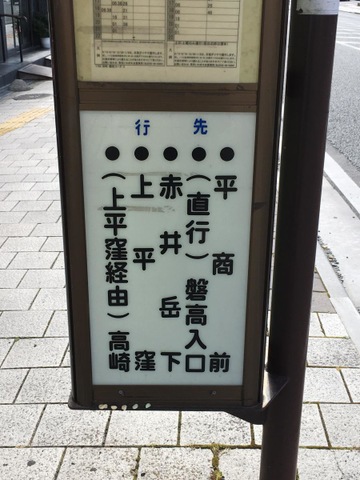 行先
●平商前
●(直行)磐高入口
●赤井岳下
●上平窪
●(上平窪経由)高崎